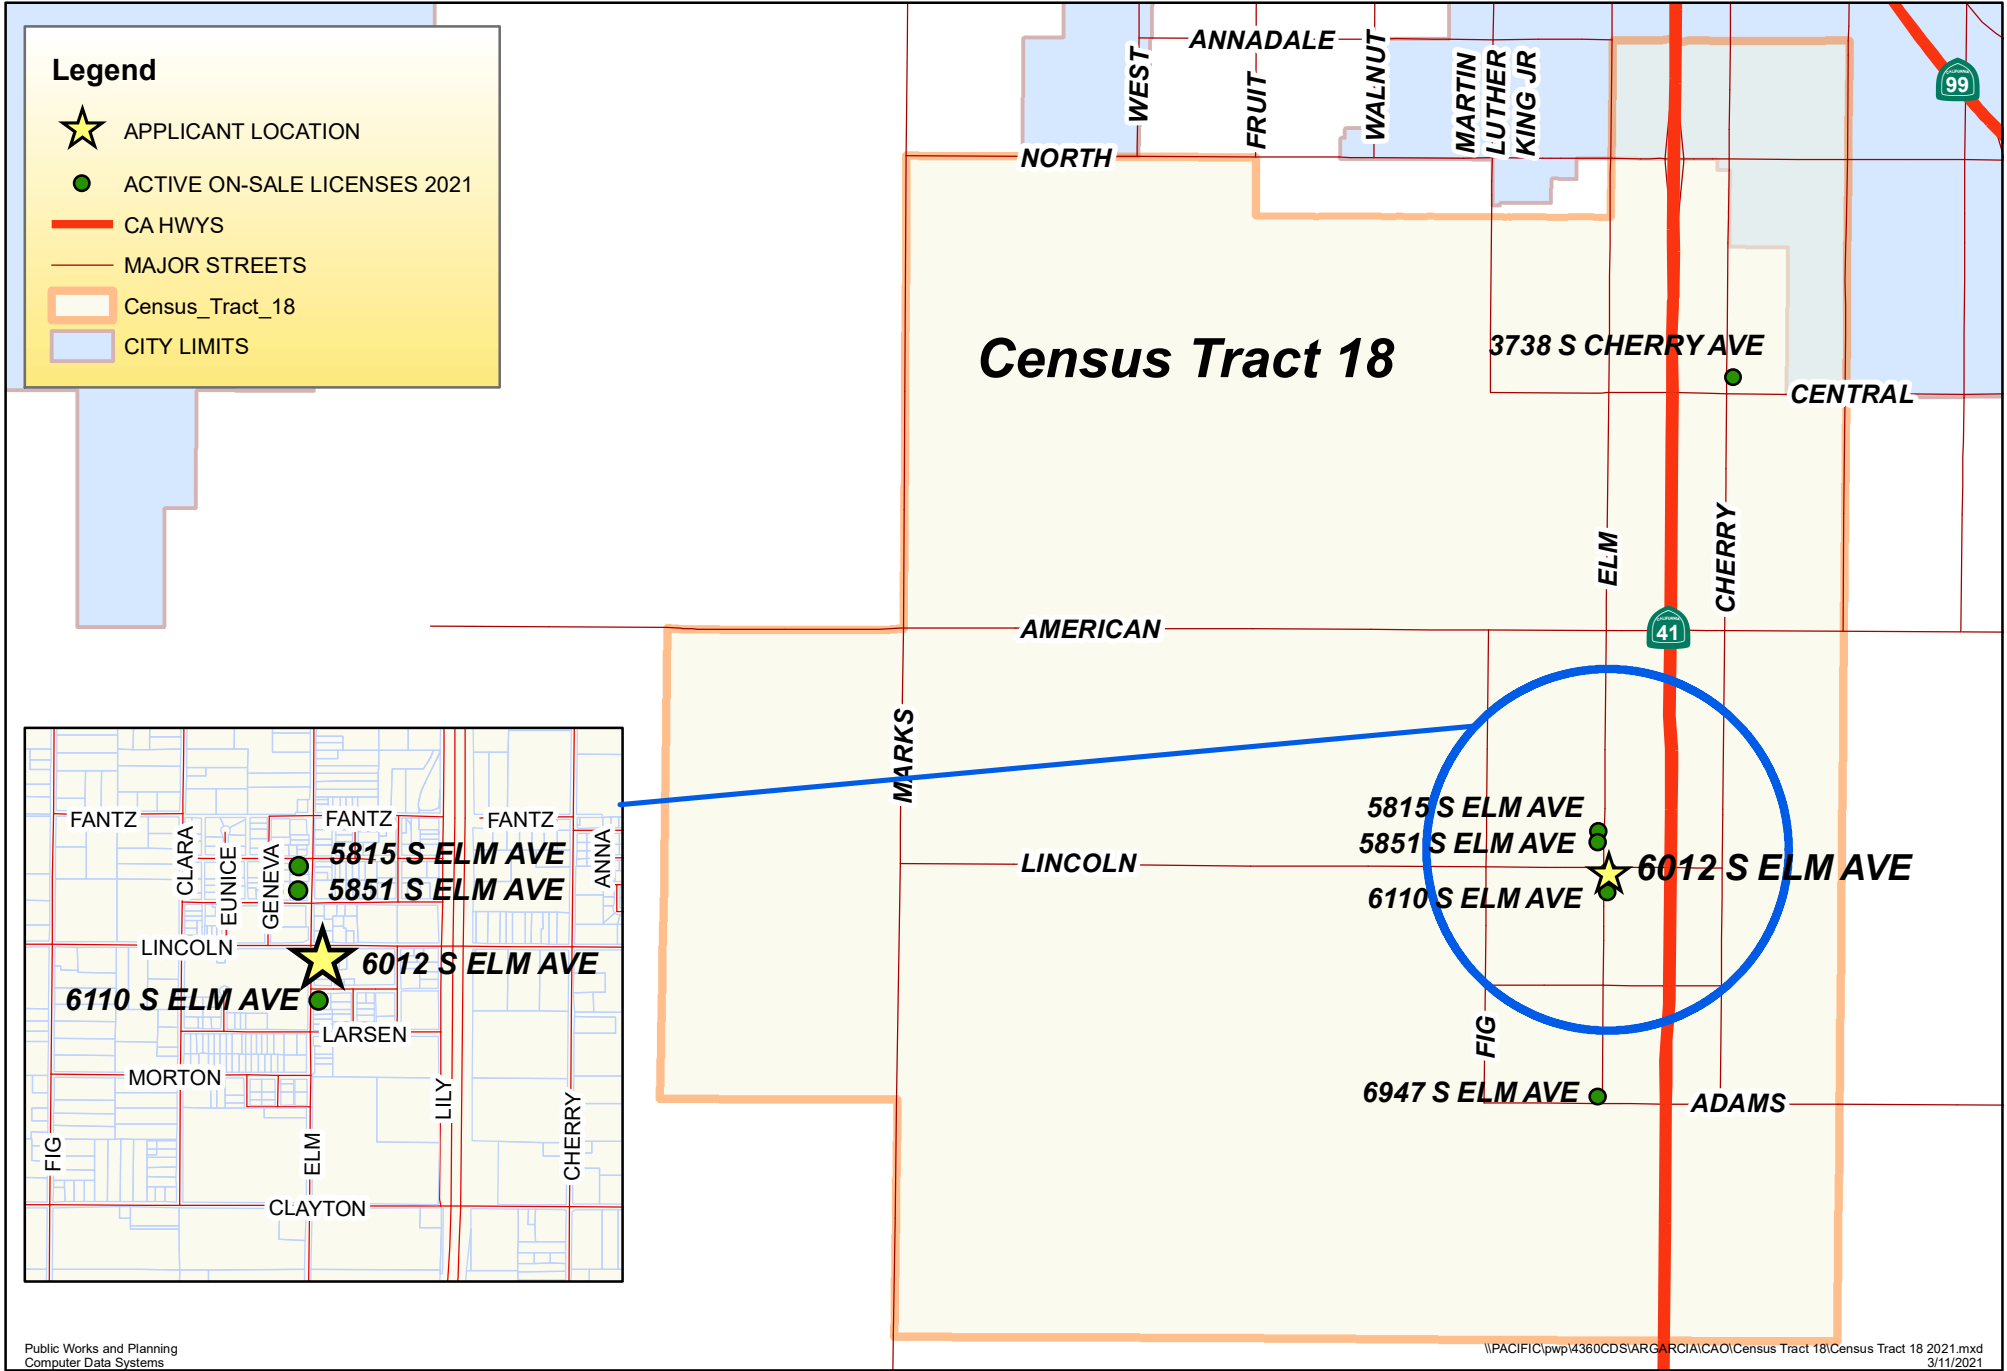 Legend
APPLICANT LOCATION
ACTIVE ON-SALE LICENSES 2021
CA HWYS
MAJOR STREETS
Census_Tract_18
CITY LIMITS
ANNADALE
WEST
FRUIT
WALNUT
MARTIN
LUTHER
KING JR
CALIFORNIA
99
NORTH
Census Tract 18
3738 S CHERRY AVE
CENTRAL
ELM
CHERRY
AMERICAN
CALIFORNIA
41
MARKS
5815 S ELM AVE
5851 S ELM AVE
LINCOLN
6012 S ELM AVE
6110 S ELM AVE
FIG
6947 S ELM AVE
ADAMS
FANTZ
FANTZ
FANTZ
CLARA
EUNICE
GENEVA
ANNA
5815 S ELM AVE
5851 S ELM AVE
LINCOLN
6012 S ELM AVE
6110 S ELM AVE
LARSEN
MORTON
LILY
CHERRY
FIG
ELM
CLAYTON
Public Works and Planning
Computer Data Systems
\\PACIFIC\pwp\4360CDS\ARGARCIA\CAO\Census Tract 18\Census Tract 18 2021.mxd
3/11/2021